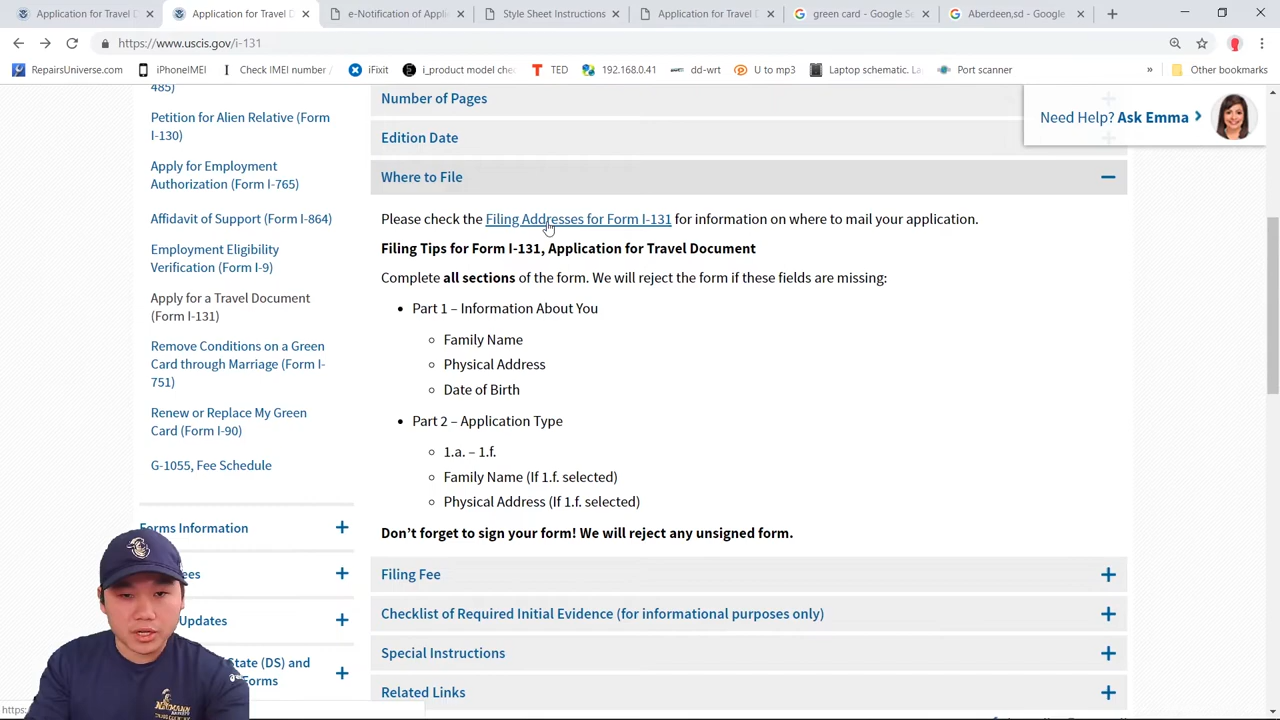 Application for Travel D
Application for Travel D
e-Notification of Applic
Style Sheet Instructions
Application for Travel D
green card - Google Se
Aberdeen,sd - Google
https://www.uscis.gov/i-131
RepairsUniverse.com
iPhoneIMEI
Check IMEI number /
iFixit
i_product model che
TED
192.168.0.41
dd-wrt
U to mp3
Laptop schematic. La
Port scanner
»
Other bookmarks
485)
Petition for Alien Relative (Form
I-130)
Apply for Employment
Authorization (Form I-765)
Affidavit of Support (Form I-864)
Employment Eligibility
Verification (Form I-9)
Apply for a Travel Document
(Form I-131)
Remove Conditions on a Green
Card through Marriage (Form I-
751)
Renew or Replace My Green
Card (Form I-90)
G-1055, Fee Schedule
Forms Information
ees
Updates
State (DS) and
Forms
Number of Pages
Edition Date
Where to File
Need Help? Ask Emma
Please check the Filing Addresses for Form I-131 for information on where to mail your application.
Filing Tips for Form I-131, Application for Travel Document
Complete all sections of the form. We will reject the form if these fields are missing:
• Part 1 – Information About You
Family Name
Physical Address
Date of Birth
• Part 2 – Application Type
1.a. – 1.f.
Family Name (If 1.f. selected)
Physical Address (If 1.f. selected)
Don't forget to sign your form! We will reject any unsigned form.
Filing Fee
Checklist of Required Initial Evidence (for informational purposes only)
Special Instructions
Related Links
https: